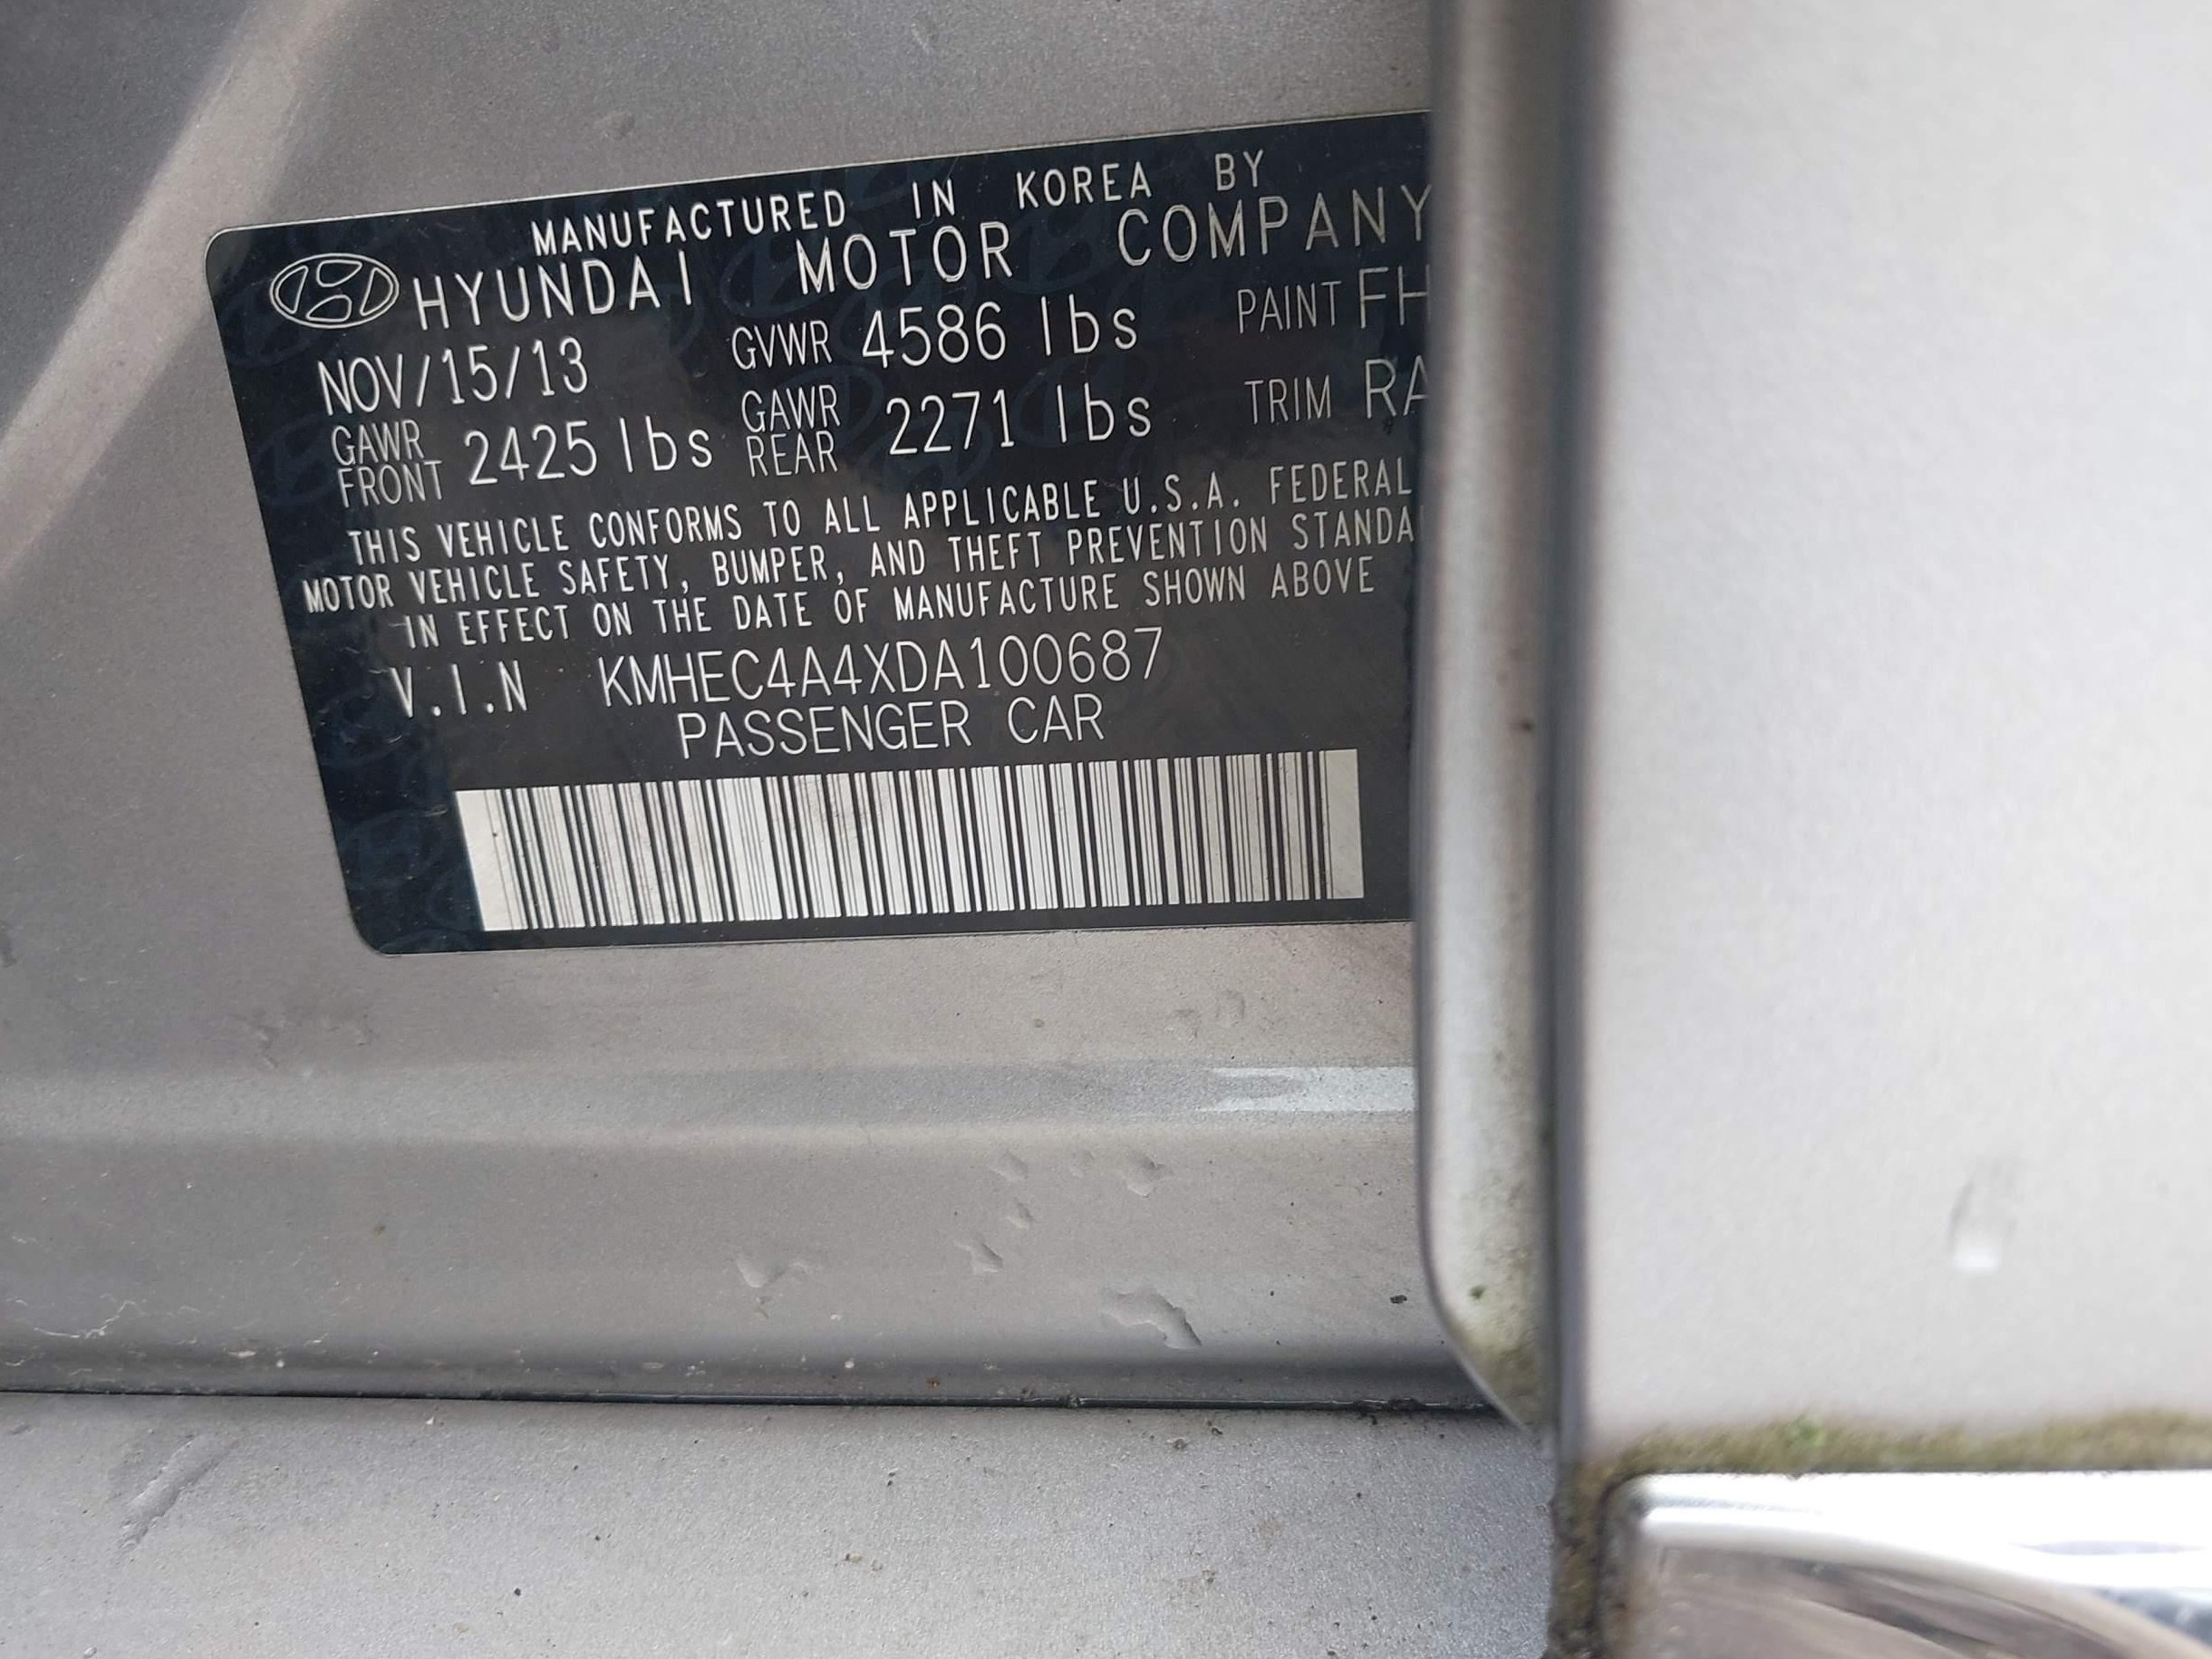 MANUFACTURED IN KOREA BY
HYUNDAI MOTOR COMPANY
NOV/15/13 GVWR 4586 lbs PAINT FH
GAWR FRONT 2425 lbs GAWR REAR 2271 lbs TRIM RA
THIS VEHICLE CONFORMS TO ALL APPLICABLE U.S.A. FEDERAL
MOTOR VEHICLE SAFETY, BUMPER, AND THEFT PREVENTION STANDA
IN EFFECT ON THE DATE OF MANUFACTURE SHOWN ABOVE
V.I.N KMHEC4A4XDA100687
PASSENGER CAR